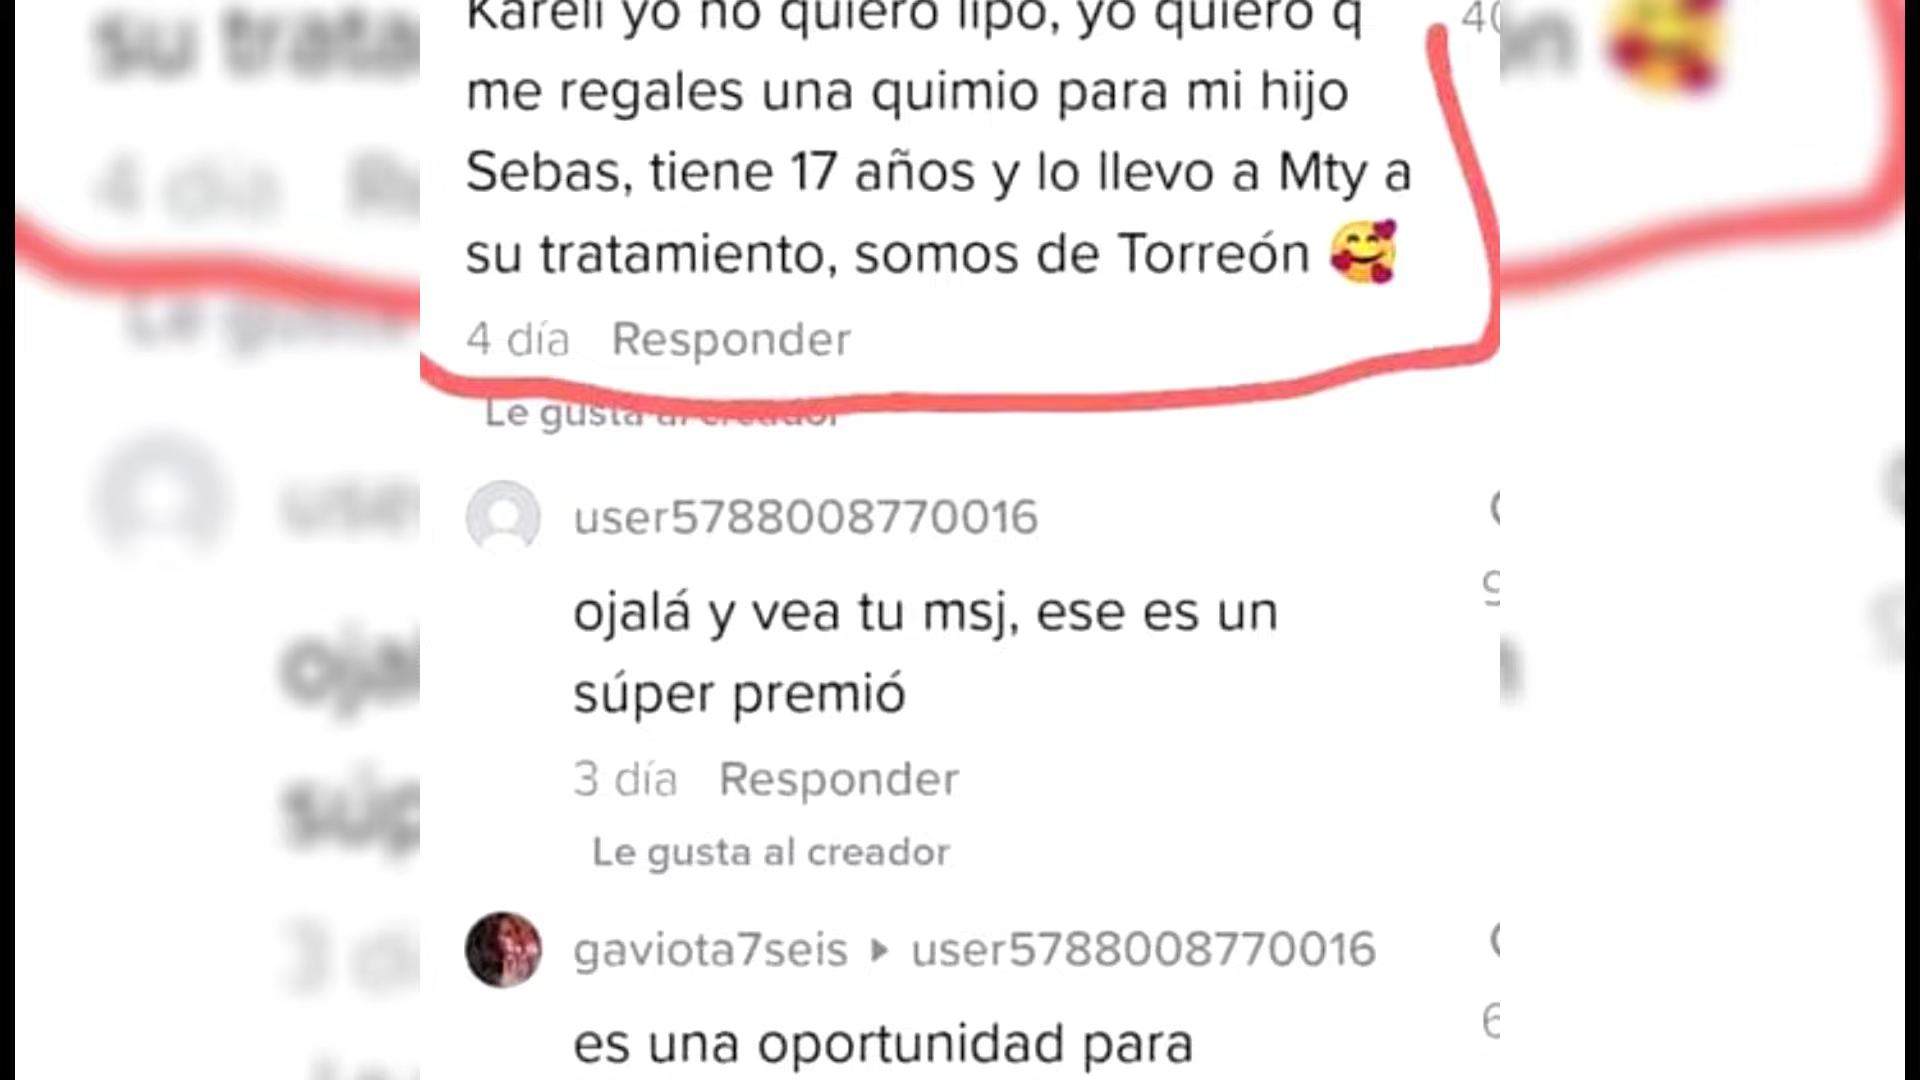 Kareli yo no quiero lipo, yo quiero q
me regales una quimio para mi hijo
Sebas, tiene 17 años y lo llevo a Mty a
su tratamiento, somos de Torreón 🥰
4 día Responder
Le gusta al creador
user5788008770016
ojalá y vea tu msj, ese es un
súper premió
3 día Responder
Le gusta al creador
gaviota7seis ▸ user5788008770016
es una oportunidad para